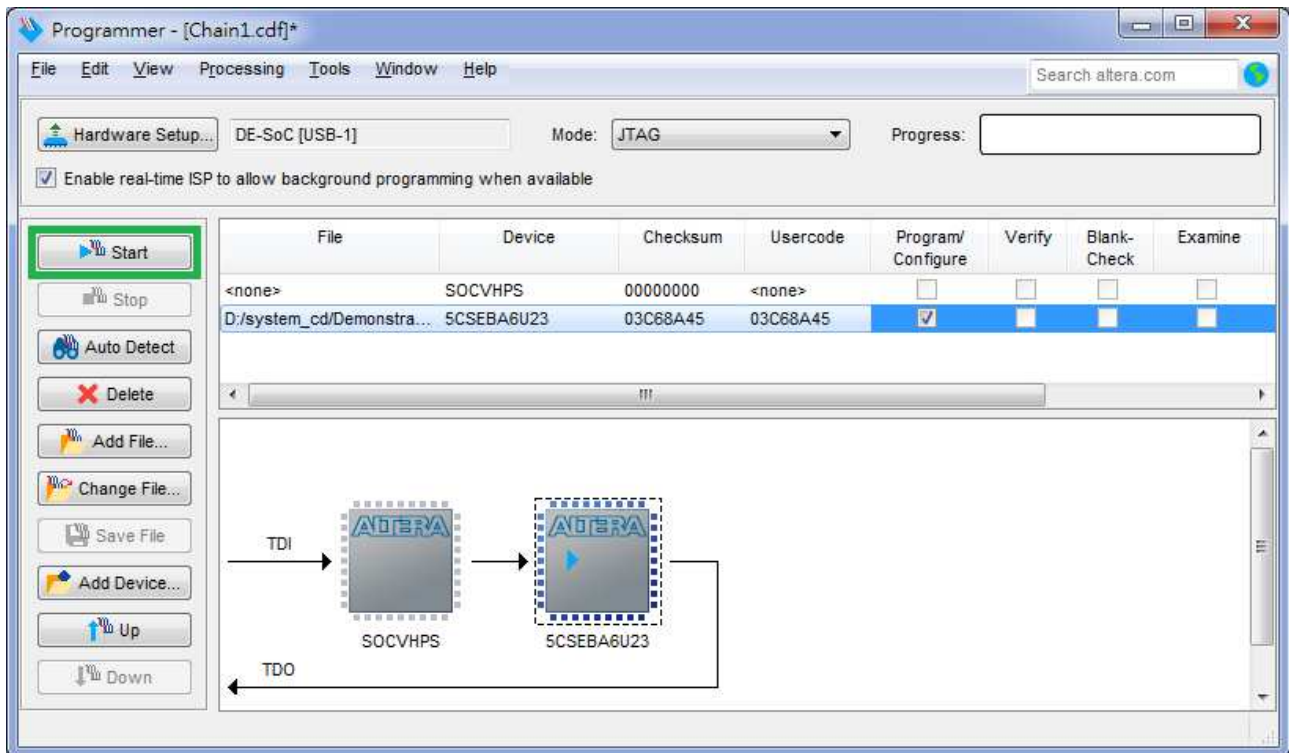 Programmer - [Chain1.cdf]*
File Edit View Processing Tools Window Help
Search altera.com
Hardware Setup... DE-SoC [USB-1] Mode: JTAG Progress:
Enable real-time ISP to allow background programming when available
Start
Stop
Auto Detect
Delete
Add File...
Change File...
Save File
Add Device...
Up
Down
File Device Checksum Usercode Program/ Configure Verify Blank- Check Examine
<none> SOCVHPS 00000000 <none>
D:/system_cd/Demonstra... 5CSEBA6U23 03C68A45 03C68A45
ALTERA ALTERA
TDI
SOCVHPS 5CSEBA6U23
TDO